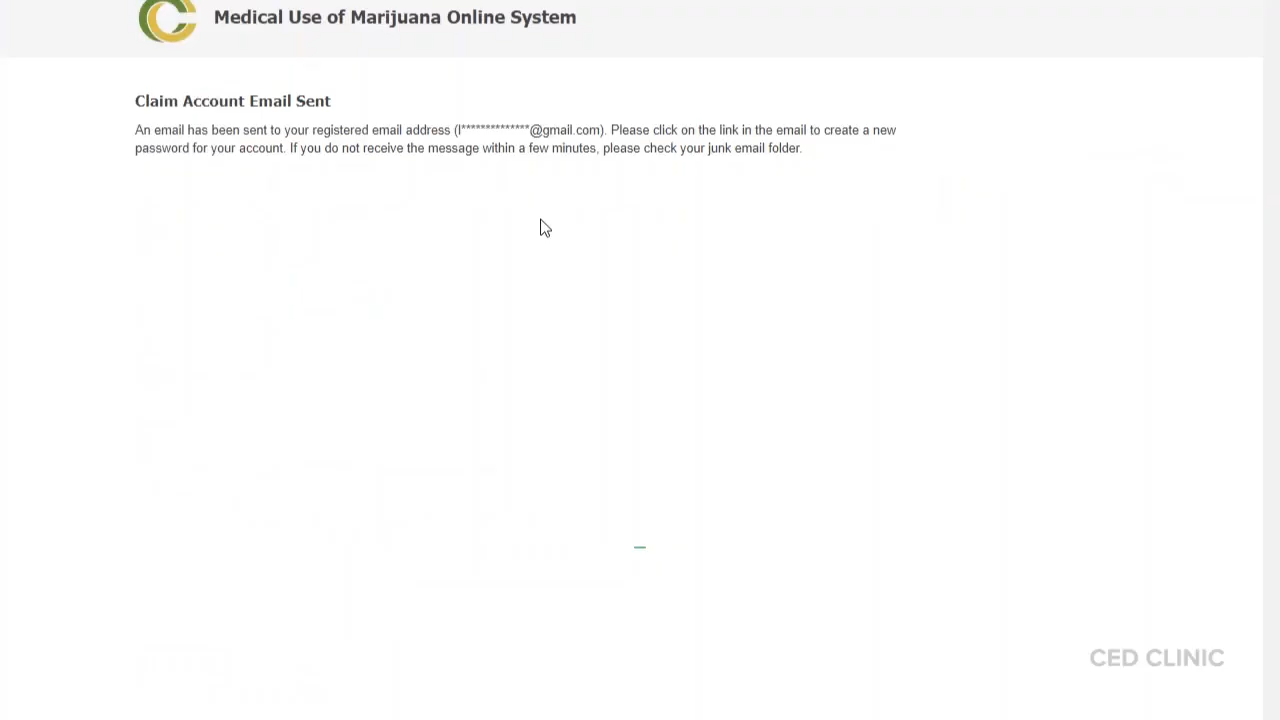 Medical Use of Marijuana Online System
Claim Account Email Sent
An email has been sent to your registered email address (l**************@gmail.com). Please click on the link in the email to create a new
password for your account. If you do not receive the message within a few minutes, please check your junk email folder.
CED CLINIC